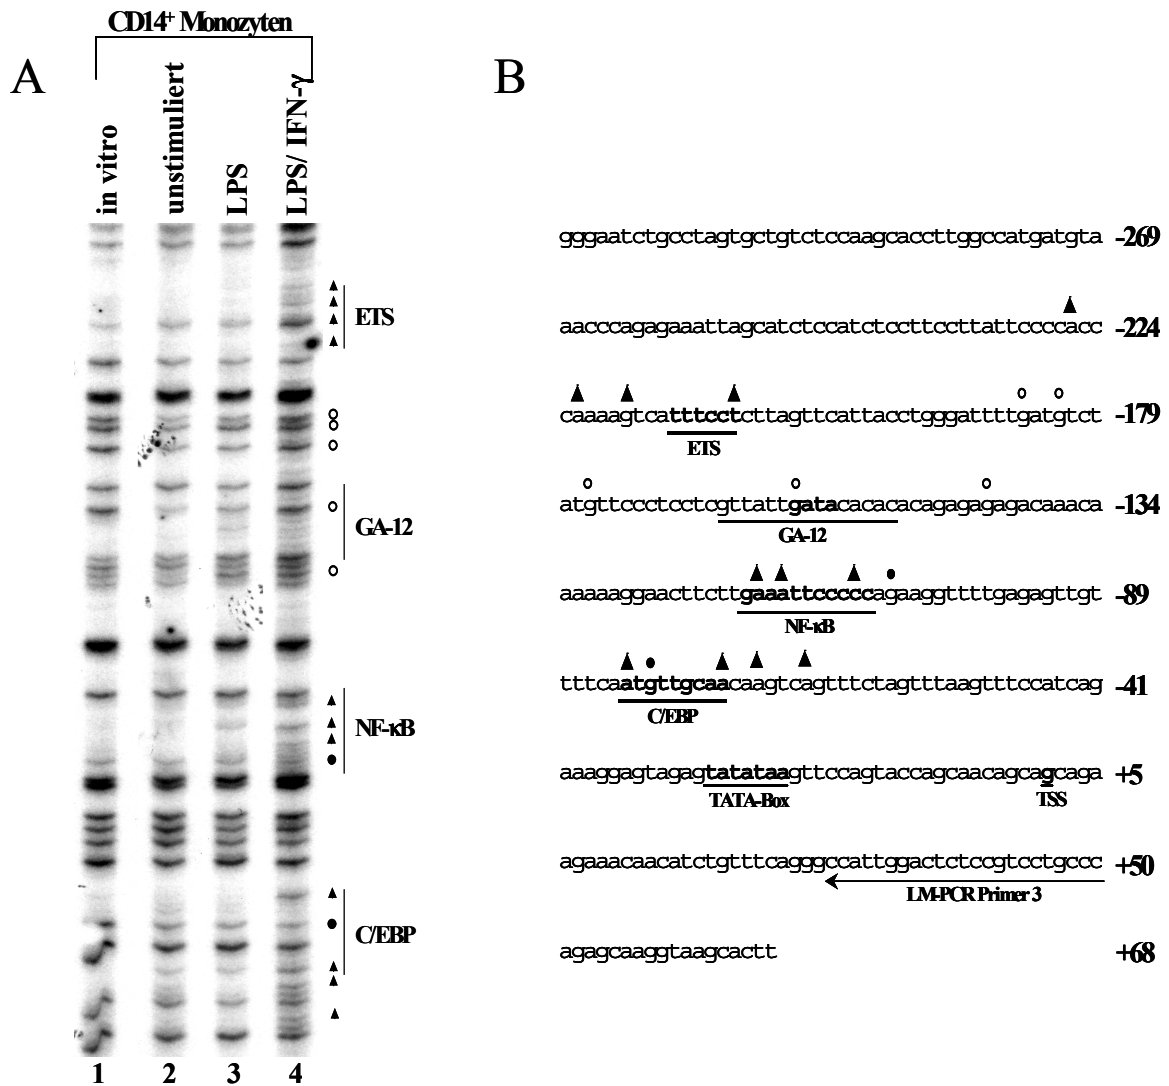 CD14+ Monozyten
A
in vitro
unstimuliert
LPS
LPS/ IFN-γ
ETS
GA-12
NF-κB
C/EBP
1 2 3 4
B
gggaatctgcctagtgctgtctccaagcaccttggccatgatgta -269
aacccagagaaattagcatctccatctccttccttattccccacc -224
caaaagtcatttcctcttagttcattacctgggattttgatgtct -179
ETS
atgttccctcctcgttattgatacacacacagagagagacaaaca -134
GA-12
aaaaaggaacttcttgaaattcccccagaaggttttgagagttgt -89
NF-κB
tttcaatgttgcaacaagtcagtttctagtttaagtttccatcag -41
C/EBP
aaaggagtagagtatataagttccagtaccagcaacagcagcaga +5
TATA-Box TSS
agaaacaacatctgtttcagggccattggactctccgtcctgccc +50
LM-PCR Primer 3
agagcaaggtaagcactt +68